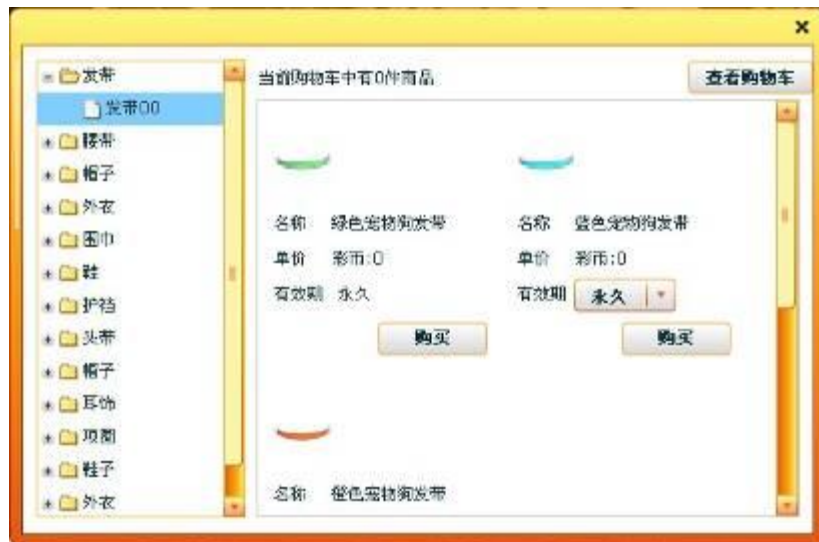 发带
发带00
腰带
帽子
外衣
围巾
鞋
护裆
头带
帽子
耳饰
项圈
鞋子
外衣
当前购物车中有0件商品
查看购物车
名称 绿色宠物狗发带
单价 彩币:0
有效期 永久
购买
名称 蓝色宠物狗发带
单价 彩币:0
有效期 永久
购买
名称 橙色宠物狗发带